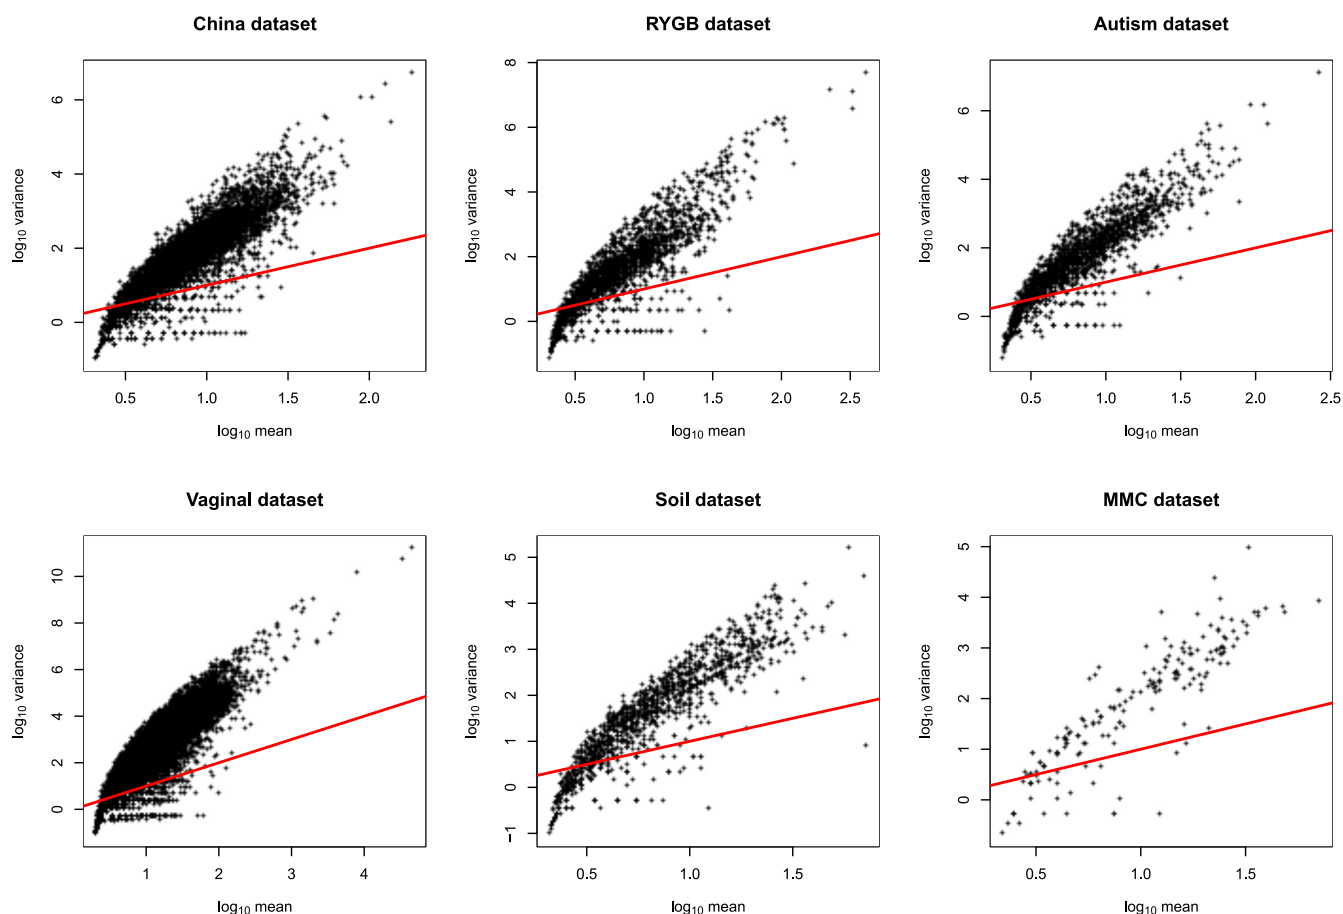 China dataset
RYGB dataset
Autism dataset
log10 variance
0
2
4
6
0.5 1.0 1.5 2.0
log10 mean
log10 variance
0
2
4
6
8
0.5 1.0 1.5 2.0 2.5
log10 mean
log10 variance
0
2
4
6
0.5 1.0 1.5 2.0 2.5
log10 mean
Vaginal dataset
Soil dataset
MMC dataset
log10 variance
0
2
4
6
8
10
1 2 3 4
log10 mean
log10 variance
−1
0
1
2
3
4
5
0.5 1.0 1.5
log10 mean
log10 variance
0
1
2
3
4
5
0.5 1.0 1.5
log10 mean